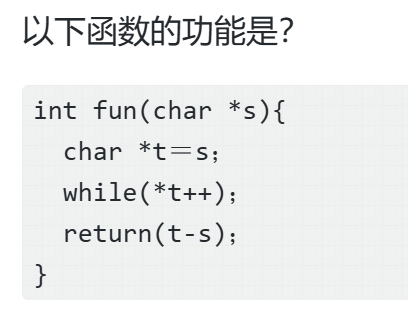 以下函数的功能是？
int fun(char *s){
char *t＝s；
while(*t++)；
return(t-s)；
}